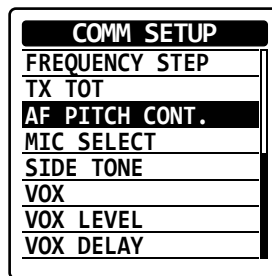 COMM SETUP
FREQUENCY STEP
TX TOT
AF PITCH CONT.
MIC SELECT
SIDE TONE
VOX
VOX LEVEL
VOX DELAY